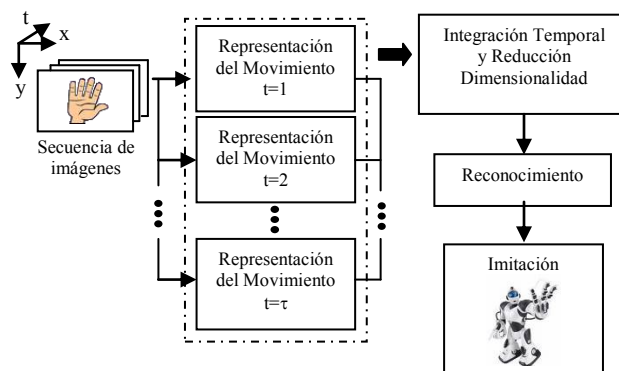 t
x
y
Secuencia de
imágenes
Representación
del Movimiento
t=1
Representación
del Movimiento
t=2
Representación
del Movimiento
t=τ
Integración Temporal
y Reducción
Dimensionalidad
Reconocimiento
Imitación